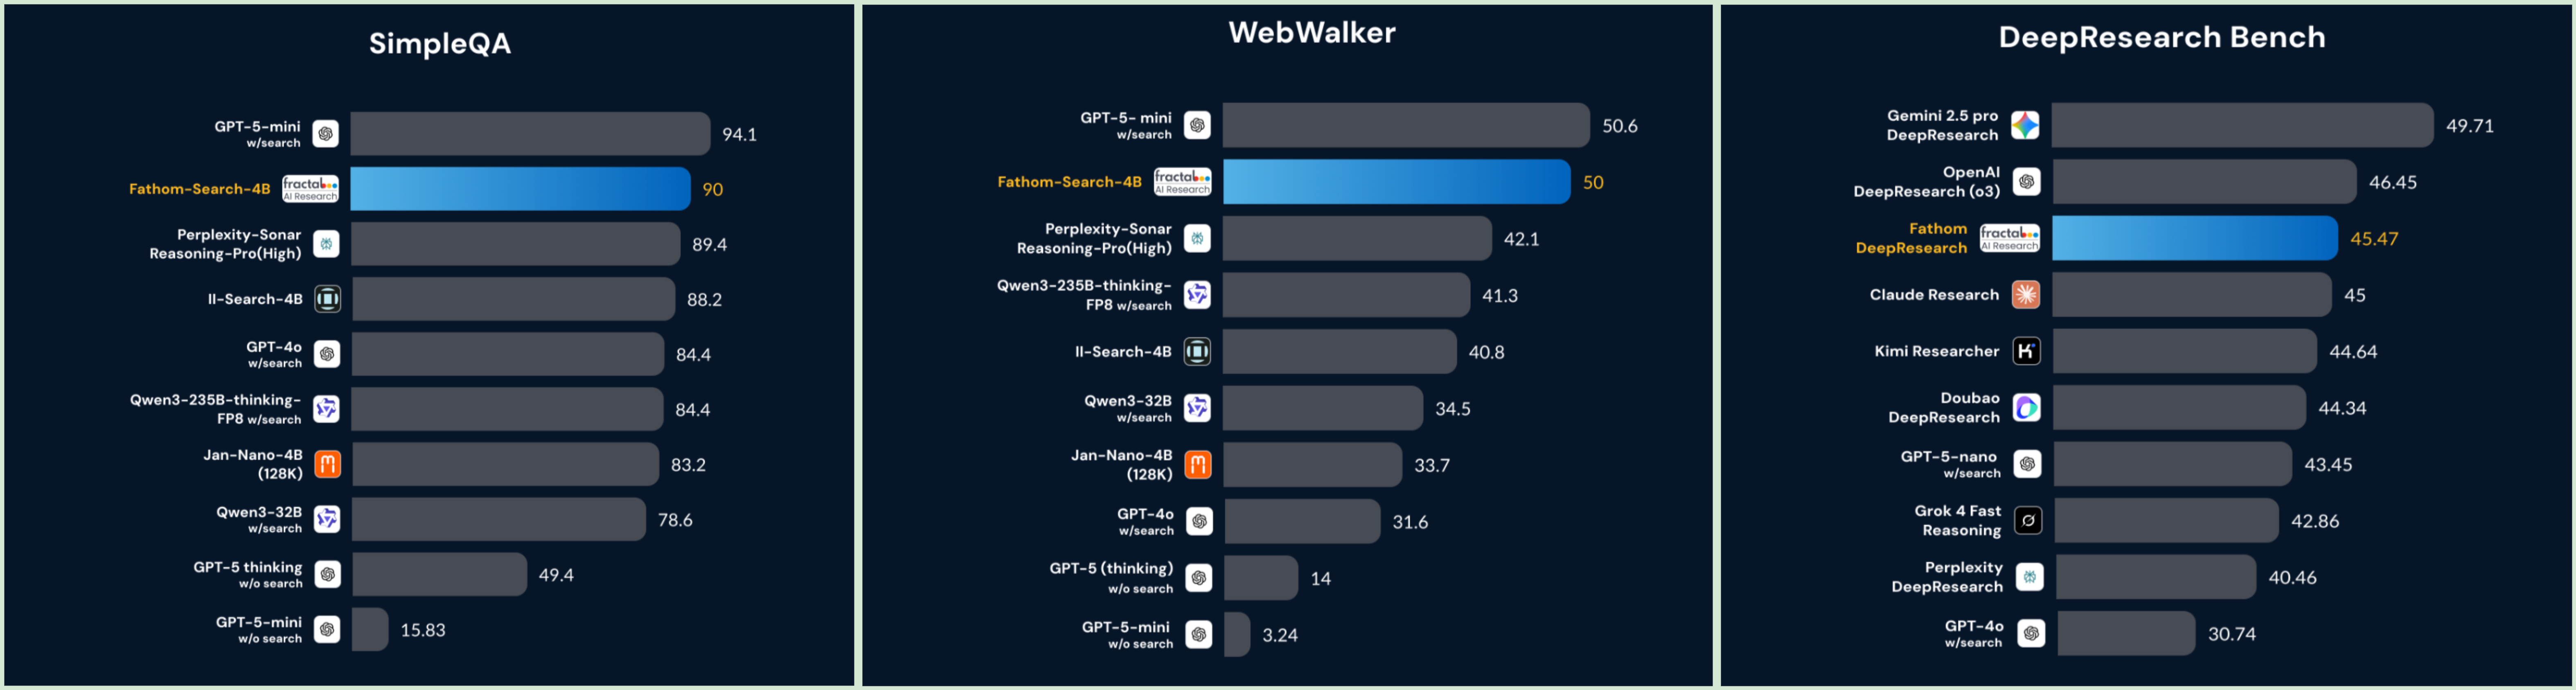 SimpleQA
GPT-5-mini
w/search
94.1
Fathom-Search-4B
fractal
AI Research
90
Perplexity-Sonar
Reasoning-Pro(High)
89.4
II-Search-4B
88.2
GPT-4o
w/search
84.4
Qwen3-235B-thinking-
FP8 w/search
84.4
Jan-Nano-4B
(128K)
83.2
Qwen3-32B
w/search
78.6
GPT-5 thinking
w/o search
49.4
GPT-5-mini
w/o search
15.83
WebWalker
GPT-5- mini
w/search
50.6
Fathom-Search-4B
fractal
AI Research
50
Perplexity-Sonar
Reasoning-Pro(High)
42.1
Qwen3-235B-thinking-
FP8 w/search
41.3
II-Search-4B
40.8
Qwen3-32B
w/search
34.5
Jan-Nano-4B
(128K)
33.7
GPT-4o
w/search
31.6
GPT-5 (thinking)
w/o search
14
GPT-5-mini
w/o search
3.24
DeepResearch Bench
Gemini 2.5 pro
DeepResearch
49.71
OpenAI
DeepResearch (o3)
46.45
Fathom
DeepResearch
fractal
AI Research
45.47
Claude Research
45
Kimi Researcher
44.64
Doubao
DeepResearch
44.34
GPT-5-nano
w/search
43.45
Grok 4 Fast
Reasoning
42.86
Perplexity
DeepResearch
40.46
GPT-4o
w/search
30.74